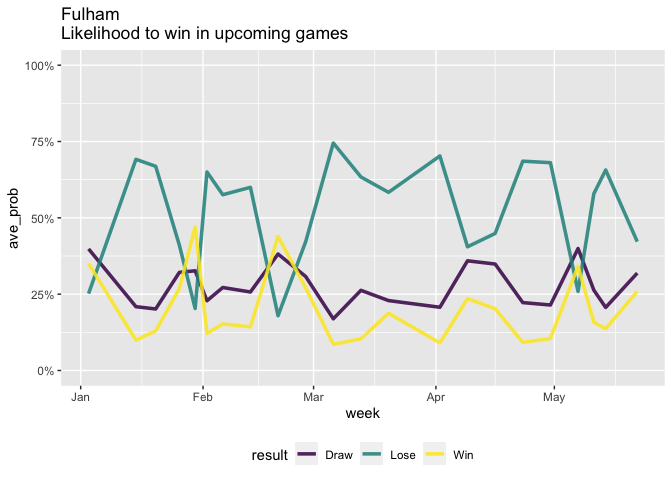 Fulham
Likelihood to win in upcoming games
100%
75%
50%
25%
0%
ave_prob
Jan Feb Mar Apr May
week
result Draw Lose Win